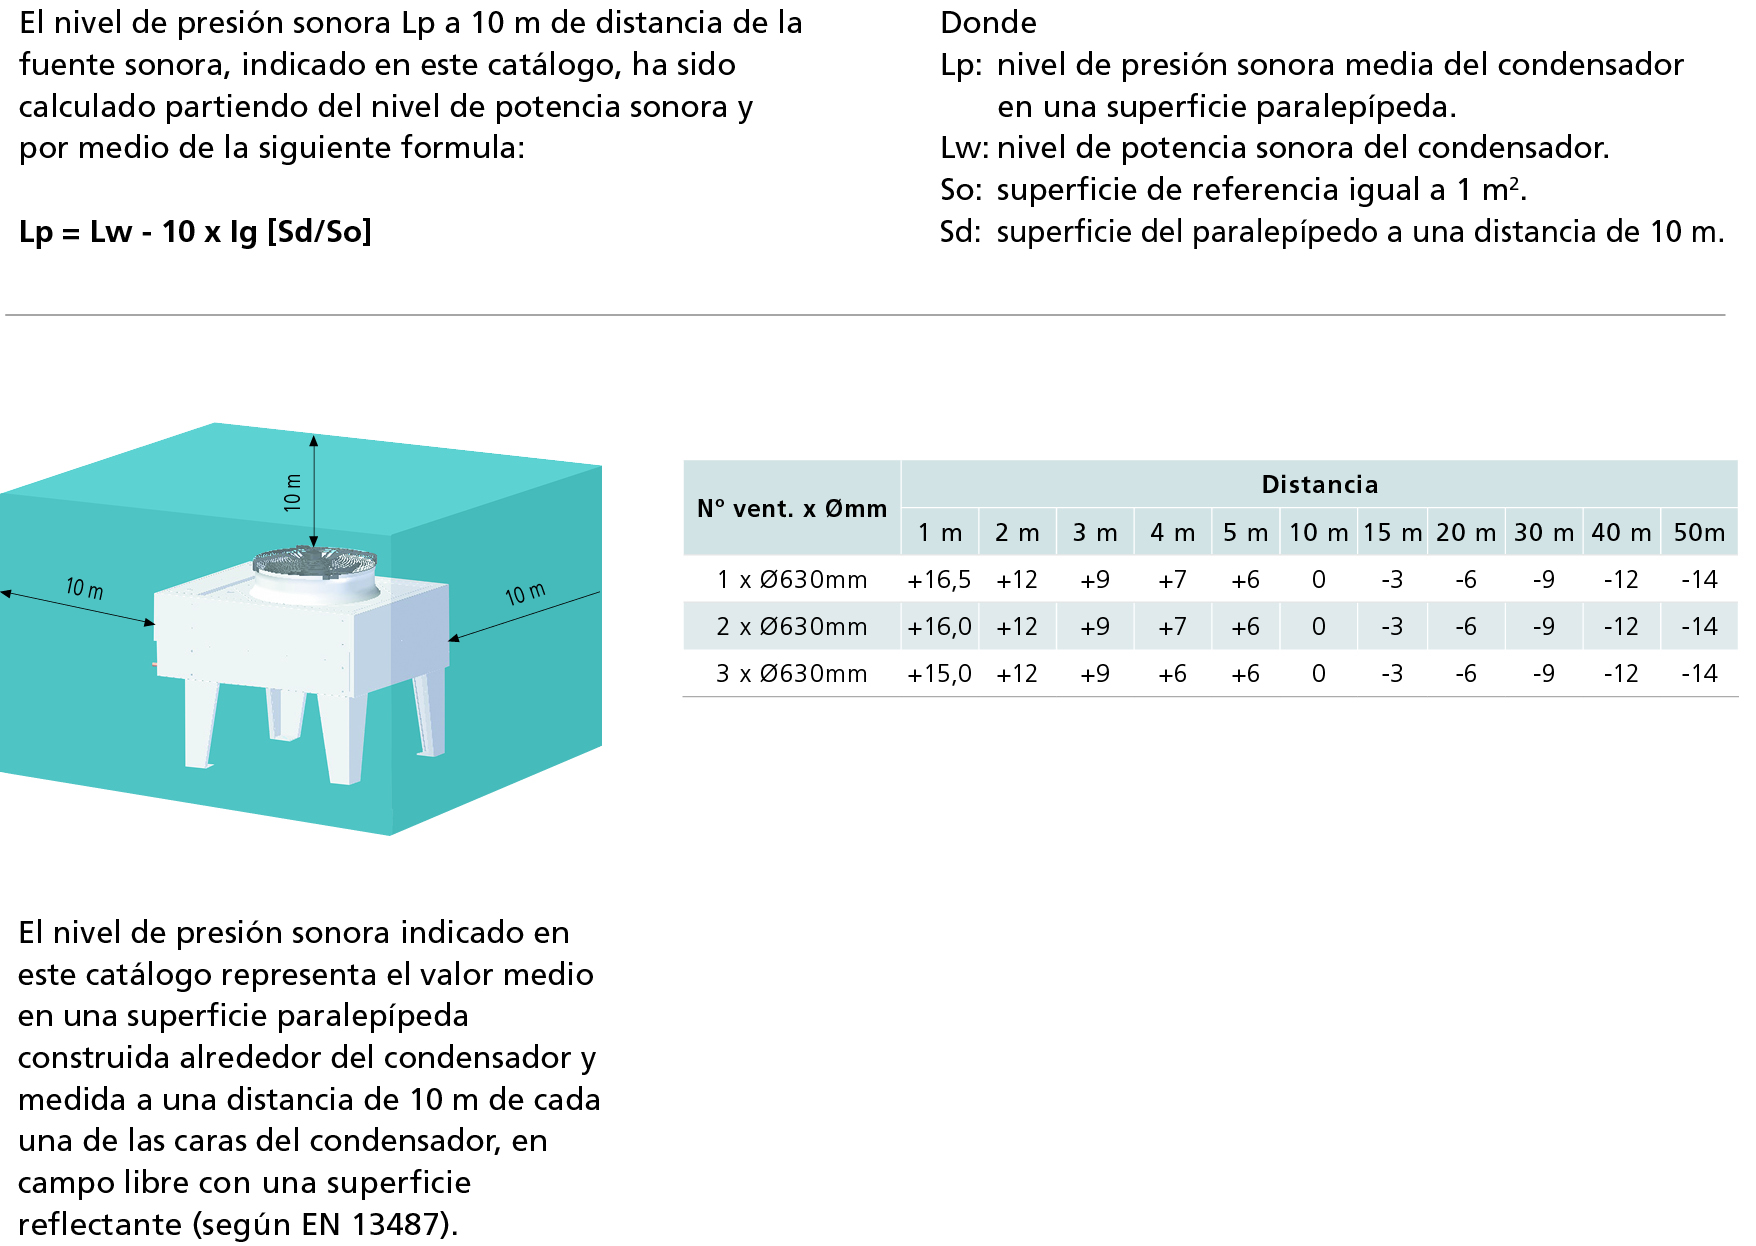 El nivel de presión sonora Lp a 10 m de distancia de la
fuente sonora, indicado en este catálogo, ha sido
calculado partiendo del nivel de potencia sonora y
por medio de la siguiente formula:
Lp = Lw - 10 x lg [Sd/So]
Donde
Lp: nivel de presión sonora media del condensador
en una superficie paralepípeda.
Lw: nivel de potencia sonora del condensador.
So: superficie de referencia igual a 1 m².
Sd: superficie del paralepípedo a una distancia de 10 m.
10 m
10 m
10 m
Nº vent. x Ømm Distancia
1 m 2 m 3 m 4 m 5 m 10 m 15 m 20 m 30 m 40 m 50m
1 x Ø630mm +16,5 +12 +9 +7 +6 0 -3 -6 -9 -12 -14
2 x Ø630mm +16,0 +12 +9 +7 +6 0 -3 -6 -9 -12 -14
3 x Ø630mm +15,0 +12 +9 +6 +6 0 -3 -6 -9 -12 -14
El nivel de presión sonora indicado en
este catálogo representa el valor medio
en una superficie paralepípeda
construida alrededor del condensador y
medida a una distancia de 10 m de cada
una de las caras del condensador, en
campo libre con una superficie
reflectante (según EN 13487).